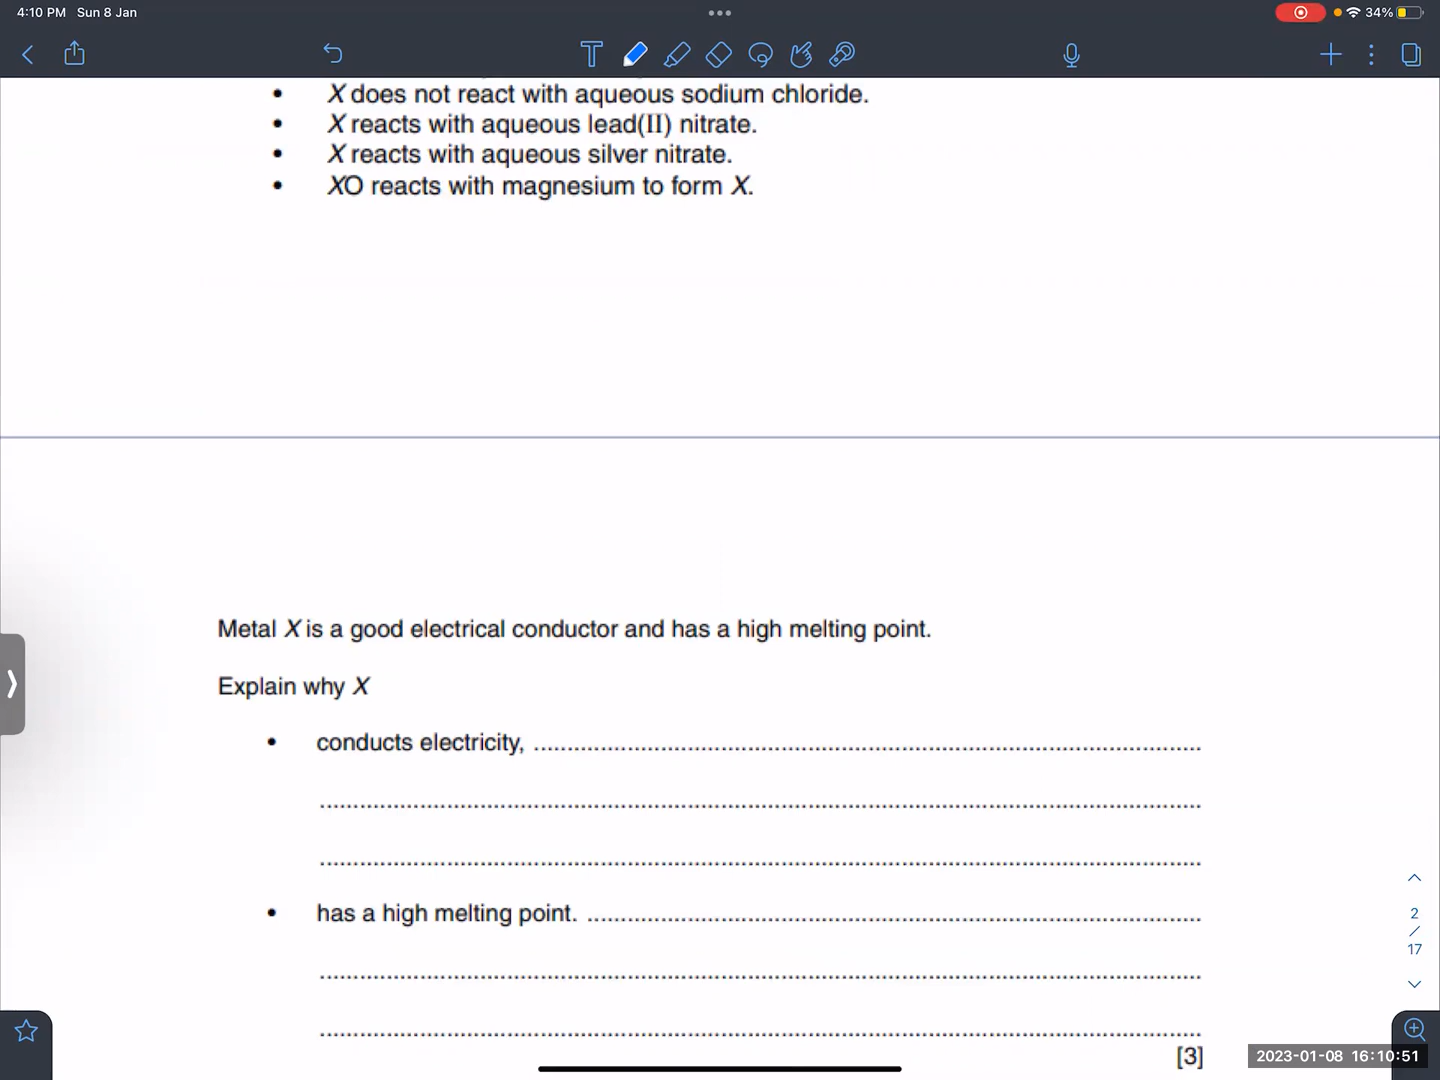 4:10 PM Sun 8 Jan
34%
• X does not react with aqueous sodium chloride.
• X reacts with aqueous lead(II) nitrate.
• X reacts with aqueous silver nitrate.
• XO reacts with magnesium to form X.
Metal X is a good electrical conductor and has a high melting point.
Explain why X
• conducts electricity, ....................................................................................................
....................................................................................................................................
....................................................................................................................................
• has a high melting point. ............................................................................................
....................................................................................................................................
....................................................................................................................................
[3]
2
/
17
2023-01-08 16:10:51